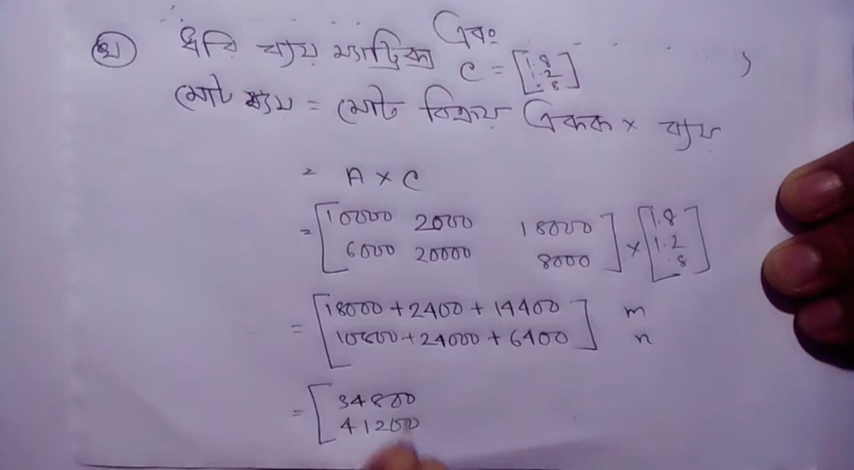 (খ) ধরি ব্যয় ম্যাট্রিক্স এবং
C = [1.8 1.2 .8]
মোট ব্যয় = মোট বিক্রয় একক × ব্যয়
= A × C
= [10000 2000 18000
6000 20000 8000] × [1.8 1.2 .8]
= [18000 + 2400 + 14400 m
10800 + 24000 + 6400] n
= [34800
41200